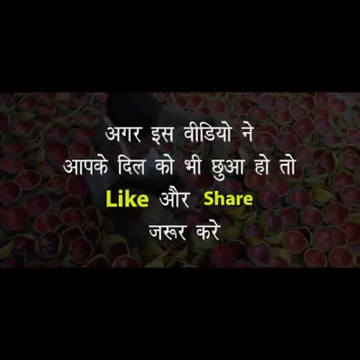 अगर इस वीडियो ने
आपके दिल को भी छुआ हो तो
Like और Share
जरूर करे